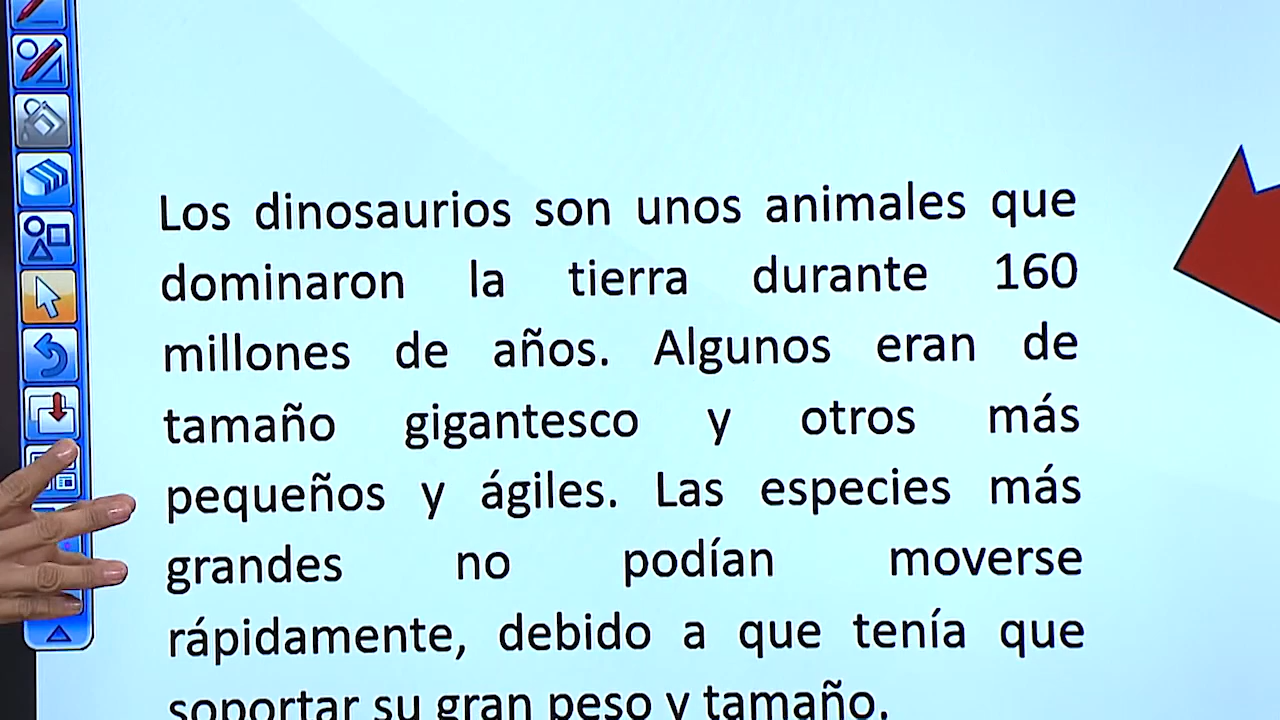 Los dinosaurios son unos animales que
dominaron la tierra durante 160
millones de años. Algunos eran de
tamaño gigantesco y otros más
pequeños y ágiles. Las especies más
grandes no podían moverse
rápidamente, debido a que tenía que
soportar su gran peso y tamaño.